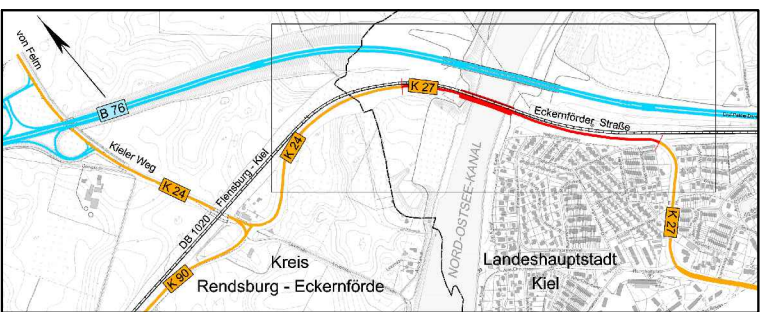 von Felm
B 76
Kieler Weg
K 24
DB 1020 Flensburg - Kiel
K 24
K 90
K 27
Eckernförder Straße
K 27
NORD-OSTSEE-KANAL
Kreis
Rendsburg - Eckernförde
Landeshauptstadt
Kiel